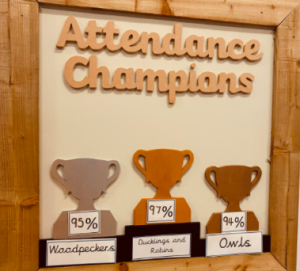 Attendance
Champions
95%
97%
94%
Woodpeckers
Ducklings and
Robins
Owls